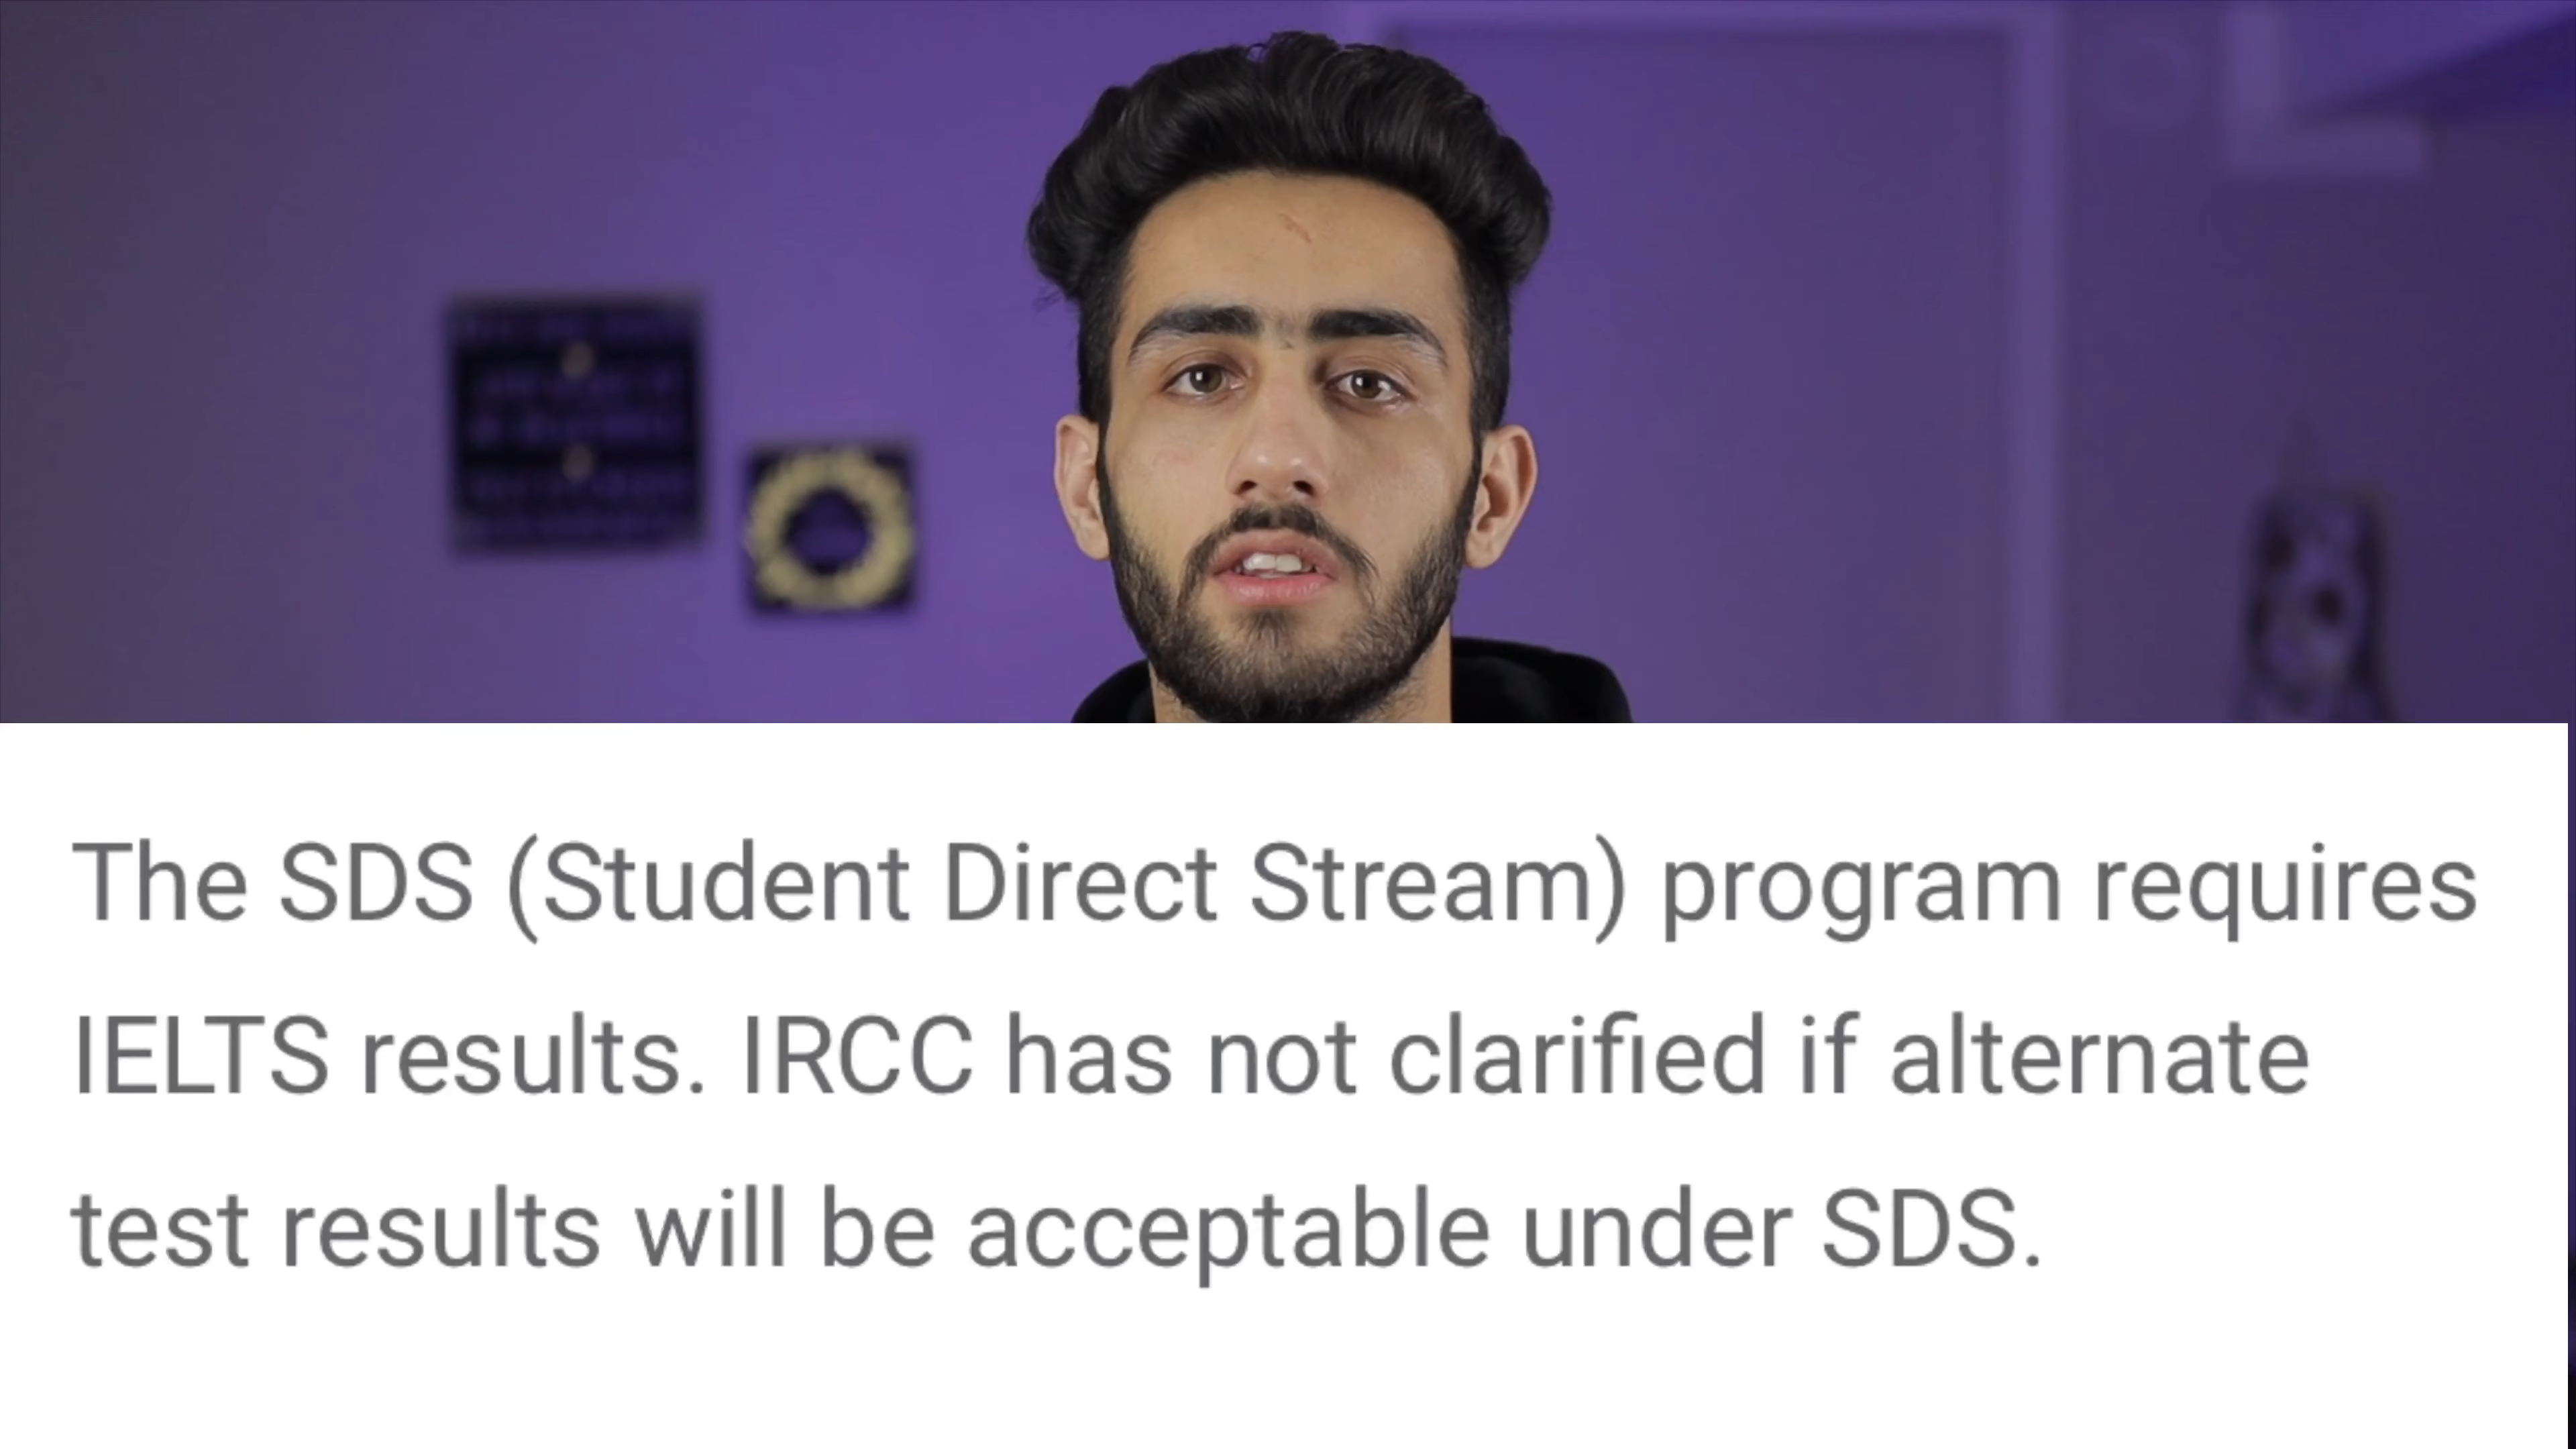 The SDS (Student Direct Stream) program requires
IELTS results. IRCC has not clarified if alternate
test results will be acceptable under SDS.